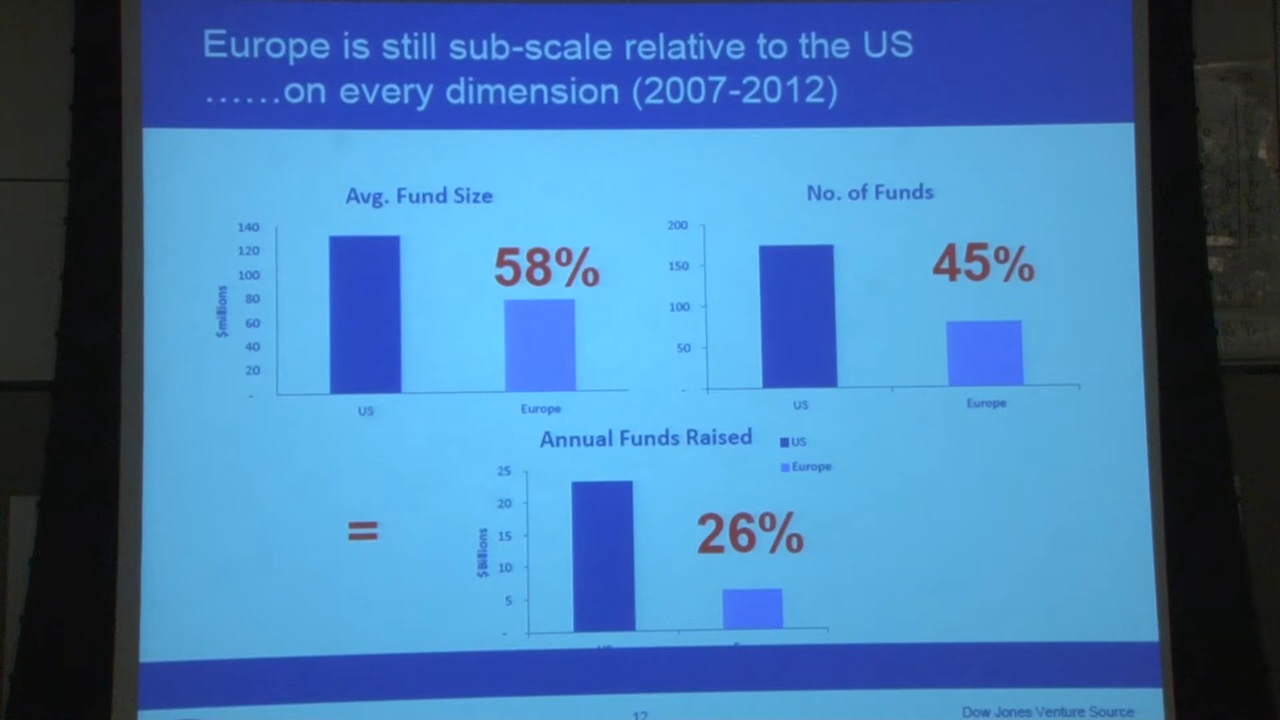 Europe is still sub-scale relative to the US
......on every dimension (2007-2012)
Avg. Fund Size
140
120
100
80
60
40
20
-
$millions
58%
US
Europe
No. of Funds
200
150
100
50
-
45%
US
Europe
Annual Funds Raised
US
Europe
25
20
15
10
5
-
$Billions
=
26%
12
Dow Jones Venture Source